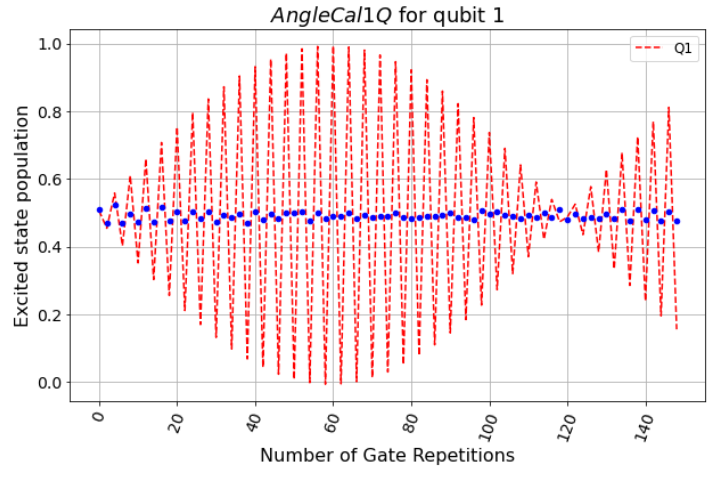 AngleCal1Q for qubit 1
Q1
Excited state population
1.0
0.8
0.6
0.4
0.2
0.0
0 20 40 60 80 100 120 140
Number of Gate Repetitions